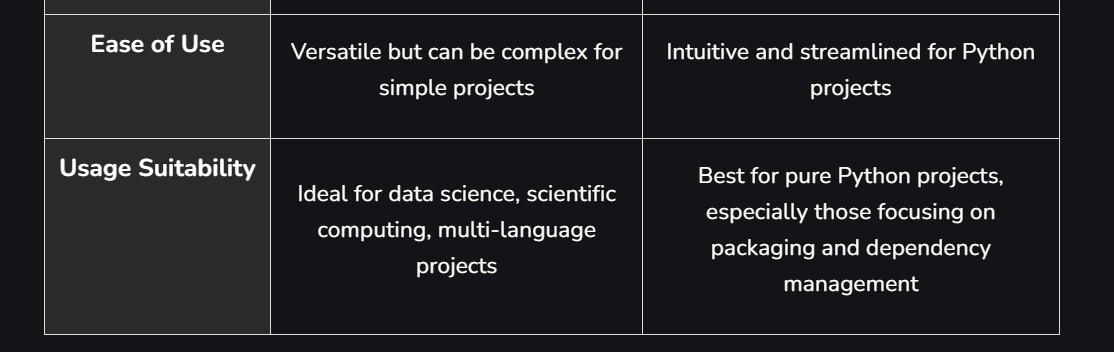 Ease of Use
Versatile but can be complex for
simple projects
Intuitive and streamlined for Python
projects
Usage Suitability
Ideal for data science, scientific
computing, multi-language
projects
Best for pure Python projects,
especially those focusing on
packaging and dependency
management